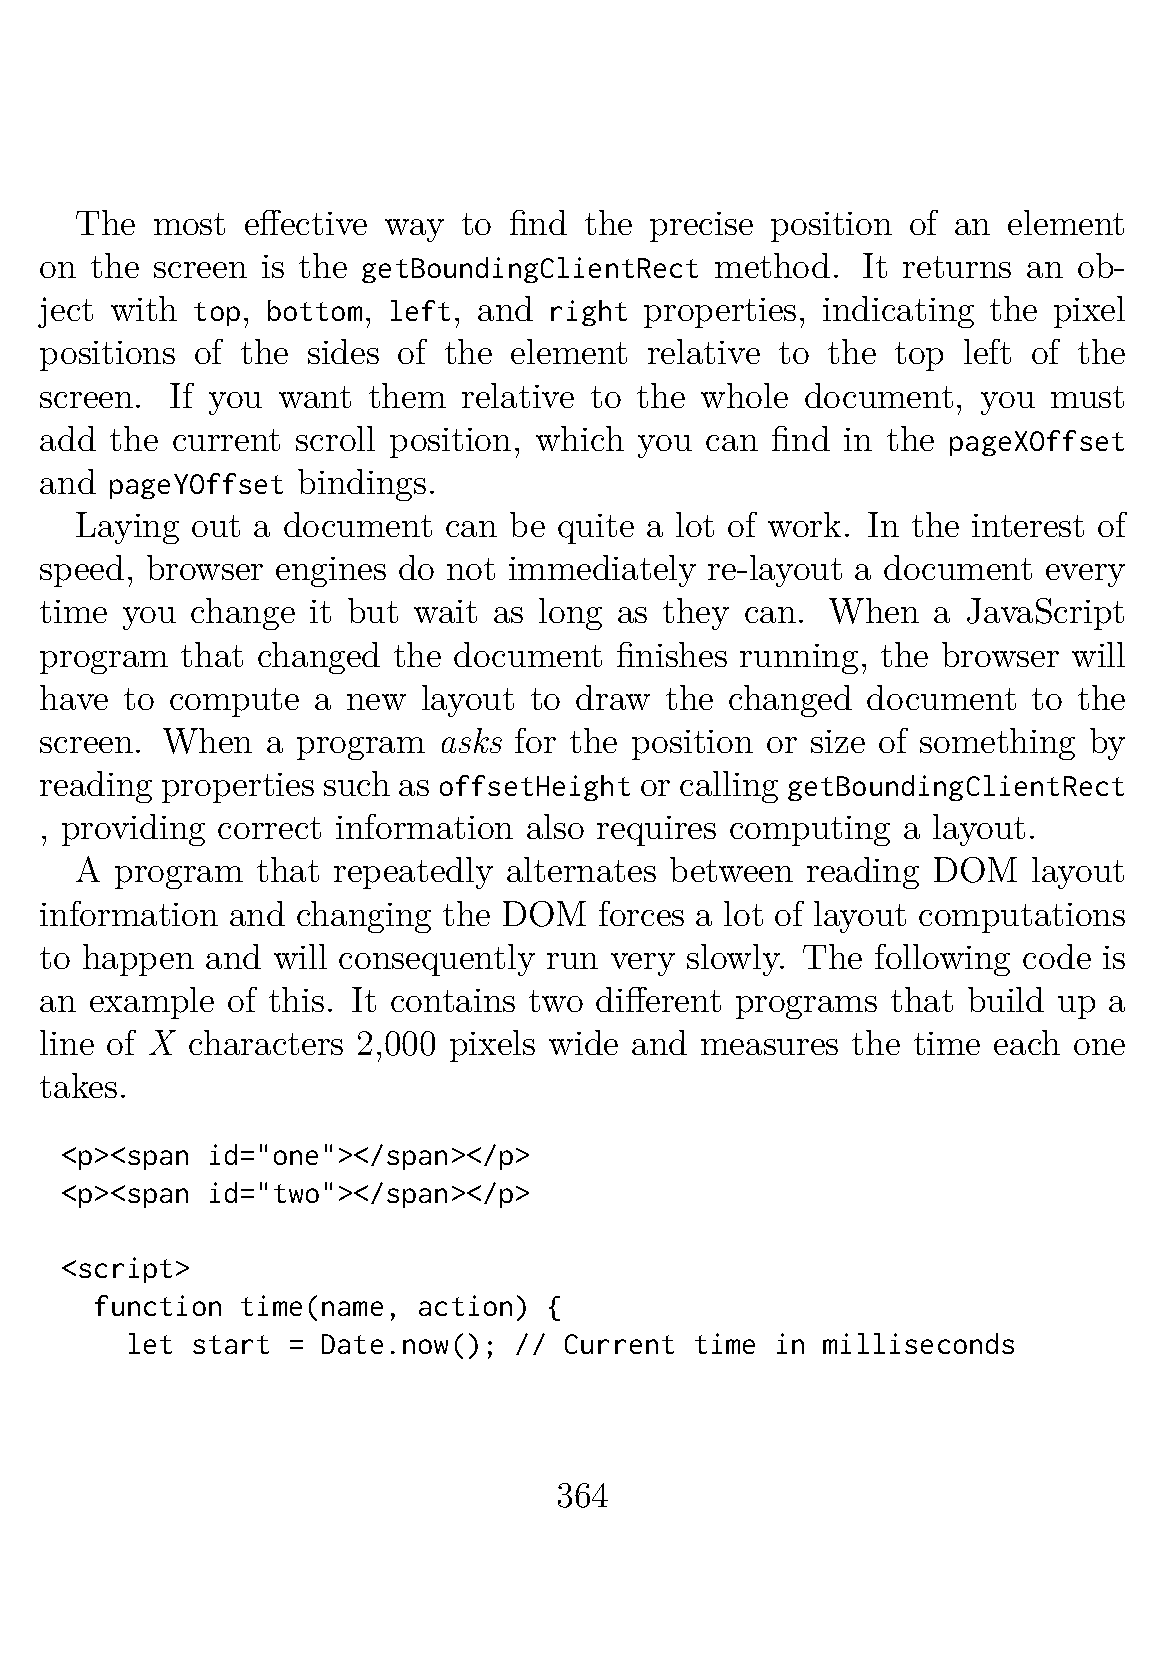 The most effective way to find the precise position of an element
on the screen is the getBoundingClientRect method. It returns an ob-
ject with top, bottom, left, and right properties, indicating the pixel
positions of the sides of the element relative to the top left of the
screen. If you want them relative to the whole document, you must
add the current scroll position, which you can find in the pageXOffset
and pageYOffset bindings.
Laying out a document can be quite a lot of work. In the interest of
speed, browser engines do not immediately re-layout a document every
time you change it but wait as long as they can. When a JavaScript
program that changed the document finishes running, the browser will
have to compute a new layout to draw the changed document to the
screen. When a program asks for the position or size of something by
reading properties such as offsetHeight or calling getBoundingClientRect
, providing correct information also requires computing a layout.
A program that repeatedly alternates between reading DOM layout
information and changing the DOM forces a lot of layout computations
to happen and will consequently run very slowly. The following code is
an example of this. It contains two different programs that build up a
line of X characters 2,000 pixels wide and measures the time each one
takes.
<p><span id="one"></span></p>
<p><span id="two"></span></p>
<script>
  function time(name, action) {
    let start = Date.now(); // Current time in milliseconds
364